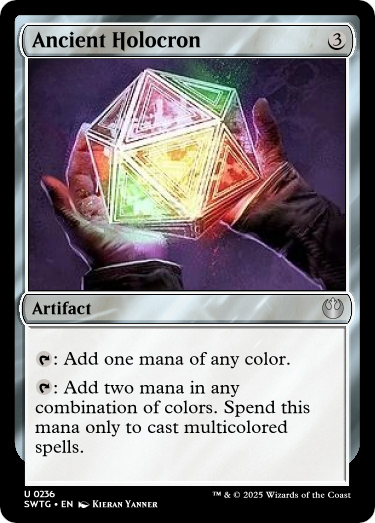 Ancient Holocron 3
Artifact
: Add one mana of any color.
: Add two mana in any
combination of colors. Spend this
mana only to cast multicolored
spells.
U 0236
SWTG • EN Kieran Yanner
™ & © 2025 Wizards of the Coast